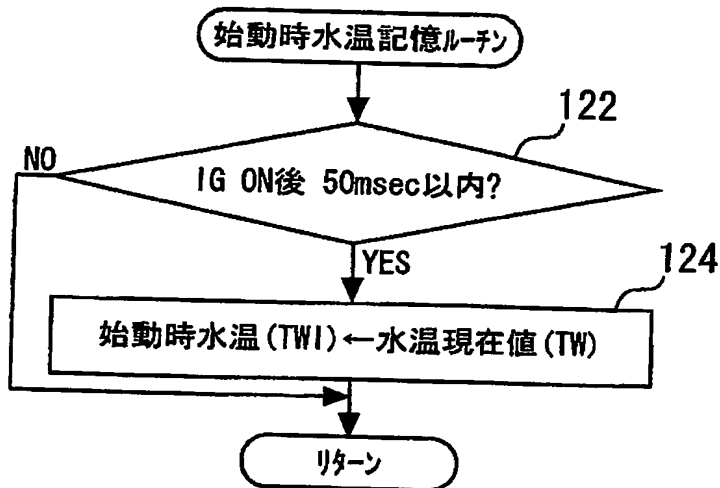 始動時水温記憶ルーチン
122
NO
IG ON後 50msec以内?
YES
124
始動時水温(TWI)←水温現在値(TW)
リターン